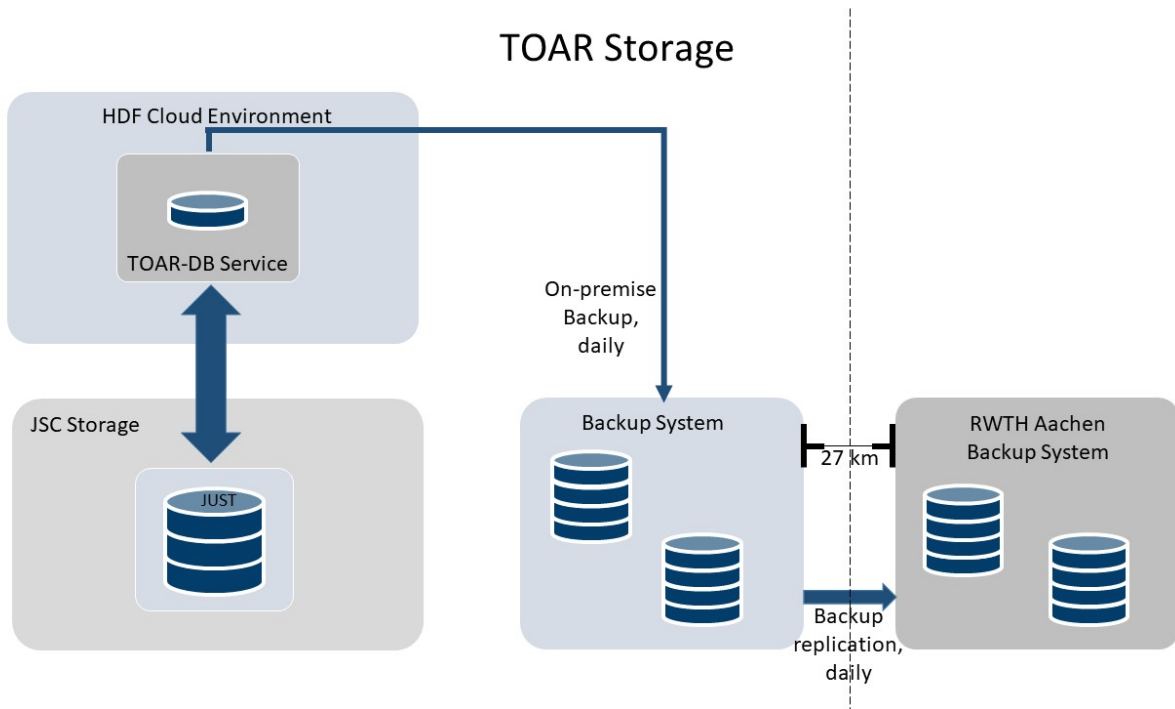 TOAR Storage
HDF Cloud Environment
TOAR-DB Service
On-premise
Backup,
daily
JSC Storage
JUST
Backup System
27 km
RWTH Aachen
Backup System
Backup
replication,
daily